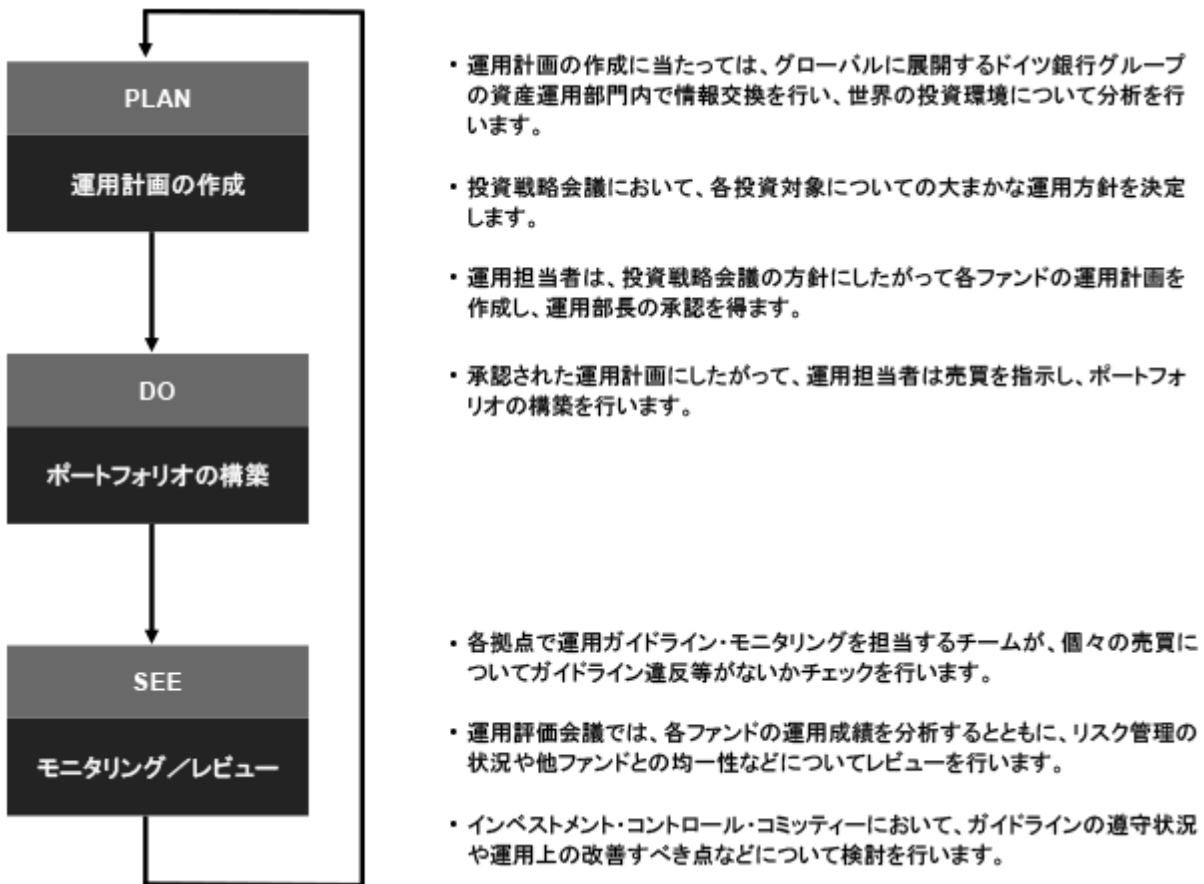 PLAN
運用計画の作成
・運用計画の作成に当たっては、グローバルに展開するドイツ銀行グループ
の資産運用部門内で情報交換を行い、世界の投資環境について分析を行
います。
・投資戦略会議において、各投資対象についての大まかな運用方針を決定
します。
・運用担当者は、投資戦略会議の方針にしたがって各ファンドの運用計画を
作成し、運用部長の承認を得ます。
DO
ポートフォリオの構築
・承認された運用計画にしたがって、運用担当者は売買を指示し、ポートフォ
リオの構築を行います。
SEE
モニタリング／レビュー
・各拠点で運用ガイドライン・モニタリングを担当するチームが、個々の売買に
ついてガイドライン違反等がないかチェックを行います。
・運用評価会議では、各ファンドの運用成績を分析するとともに、リスク管理の
状況や他ファンドとの均一性などについてレビューを行います。
・インベストメント・コントロール・コミッティーにおいて、ガイドラインの遵守状況
や運用上の改善すべき点などについて検討を行います。